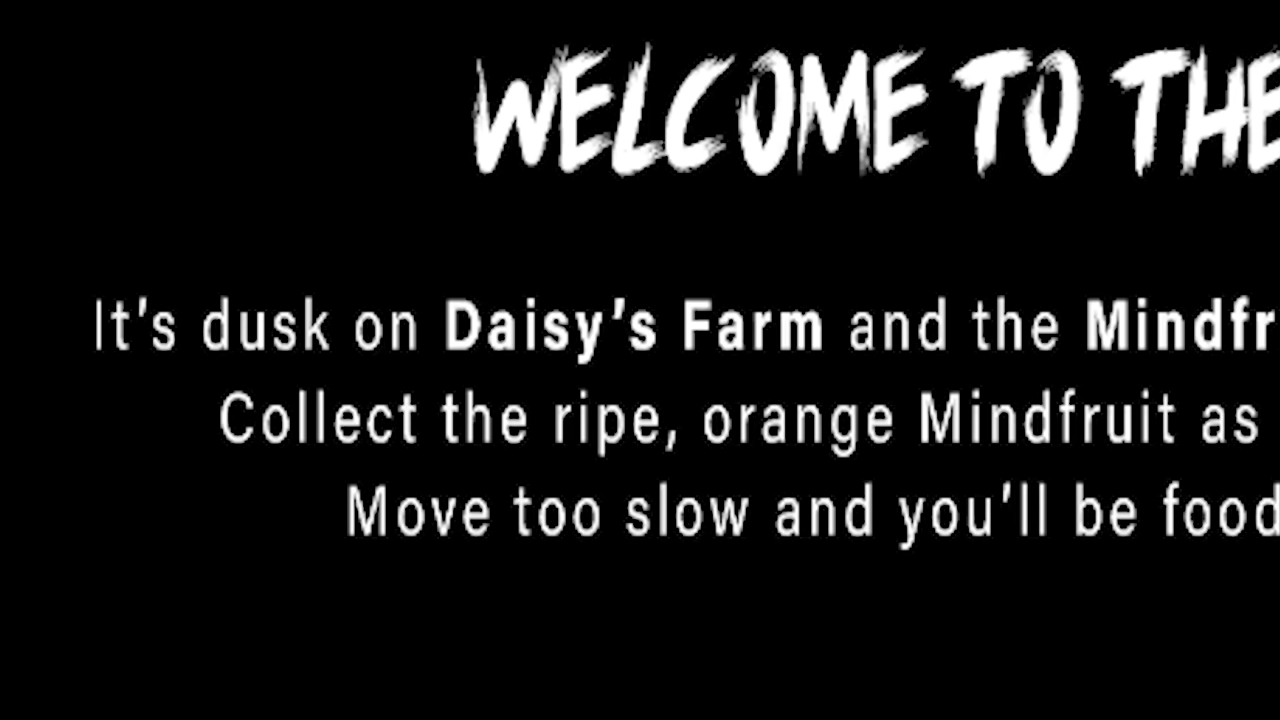 WELCOME TO THE
It’s dusk on Daisy’s Farm and the Mindfr
Collect the ripe, orange Mindfruit as
Move too slow and you’ll be food